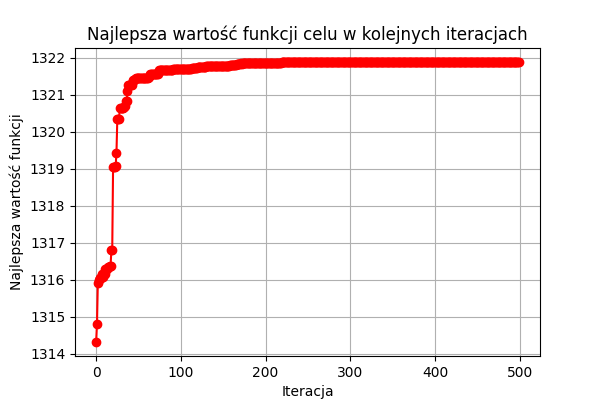 Najlepsza wartość funkcji celu w kolejnych iteracjach
Najlepsza wartość funkcji
1322
1321
1320
1319
1318
1317
1316
1315
1314
0 100 200 300 400 500
Iteracja